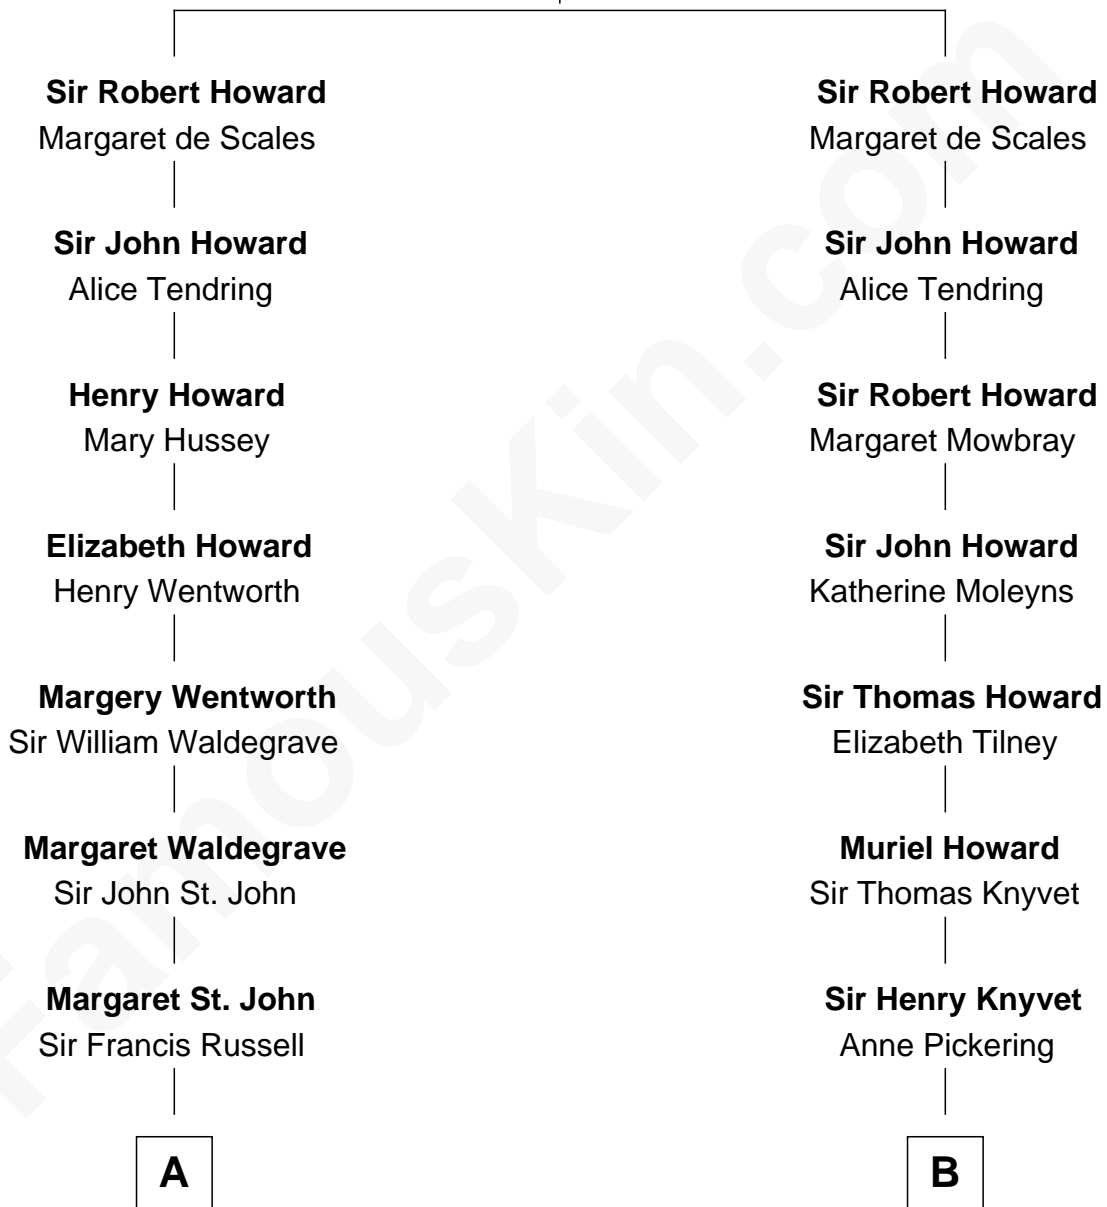 Sir Robert Howard
Margaret de Scales
Sir John Howard
Alice Tendring
Henry Howard
Mary Hussey
Elizabeth Howard
Henry Wentworth
Margery Wentworth
Sir William Waldegrave
Margaret Waldegrave
Sir John St. John
Margaret St. John
Sir Francis Russell
A
Sir Robert Howard
Margaret de Scales
Sir John Howard
Alice Tendring
Sir Robert Howard
Margaret Mowbray
Sir John Howard
Katherine Moleyns
Sir Thomas Howard
Elizabeth Tilney
Muriel Howard
Sir Thomas Knyvet
Sir Henry Knyvet
Anne Pickering
B
FamousKin.com